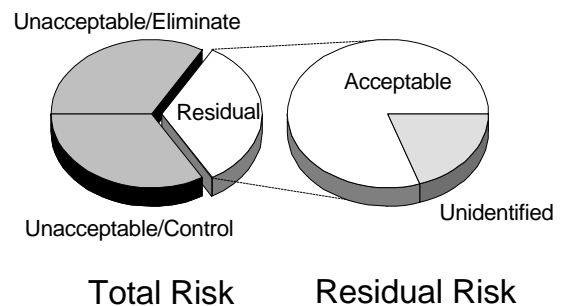 Unacceptable/Eliminate
Residual
Acceptable
Unacceptable/Control
Unidentified
Total Risk
Residual Risk